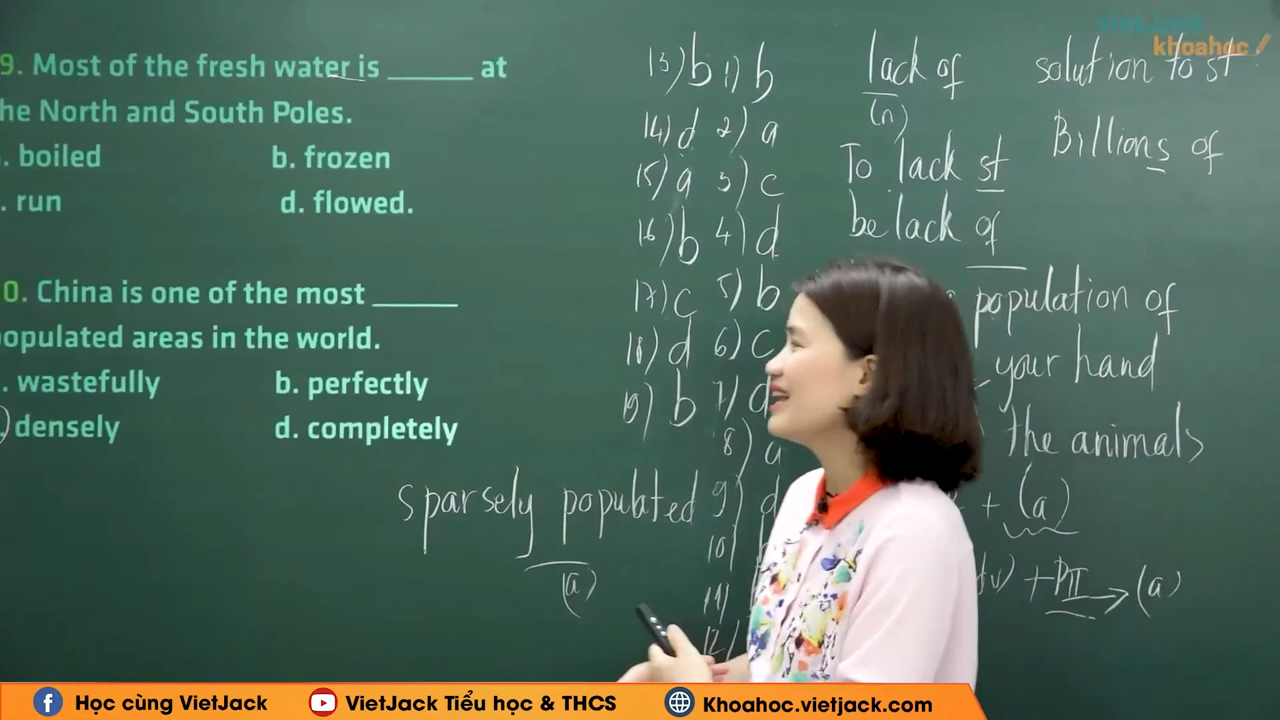 vietJack
khoahoc
9. Most of the fresh water is ______ at
he North and South Poles.
. boiled
b. frozen
. run
d. flowed.
0. China is one of the most ______
populated areas in the world.
. wastefully
b. perfectly
) densely
d. completely
sparsely populated
(a)
13) b
14) d
15) a
16) b
17) c
18) d
19) b
1) b
2) a
3) c
4) d
5) b
6) c
7) d
8) a
9) d
10)
11)
12)
lack of
(n)
To lack st
be lack of
population of
your hand
the animals
+ (a)
+ PII → (a)
solution to st
Billions of
Học cùng VietJack
VietJack Tiểu học & THCS
Khoahoc.vietjack.com